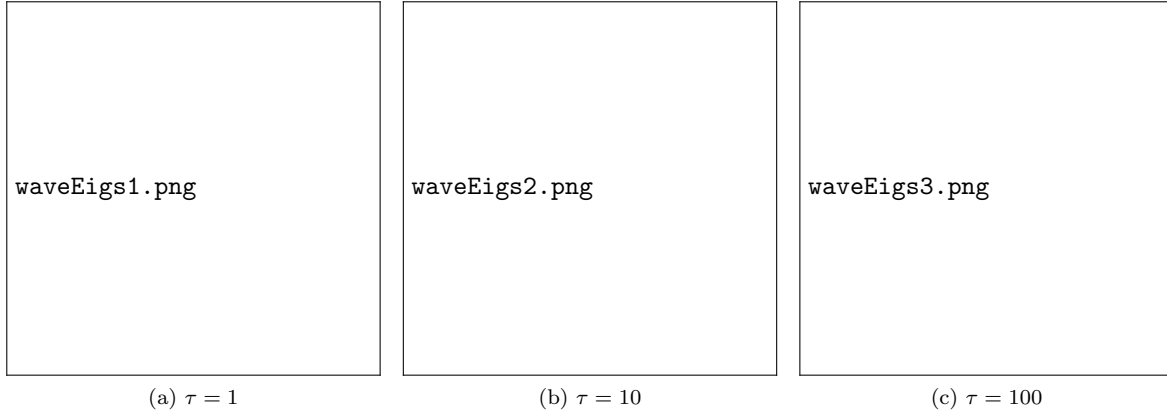 waveEigs1.png waveEigs2.png waveEigs3.png
(a) τ = 1 (b) τ = 10 (c) τ = 100